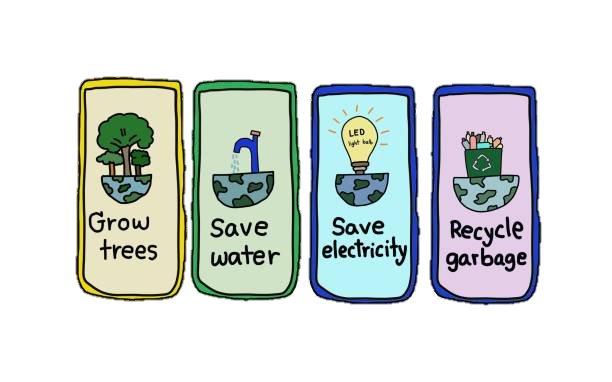 Grow
trees
Save
water
LED
light bulb
Save
electricity
Recycle
garbage